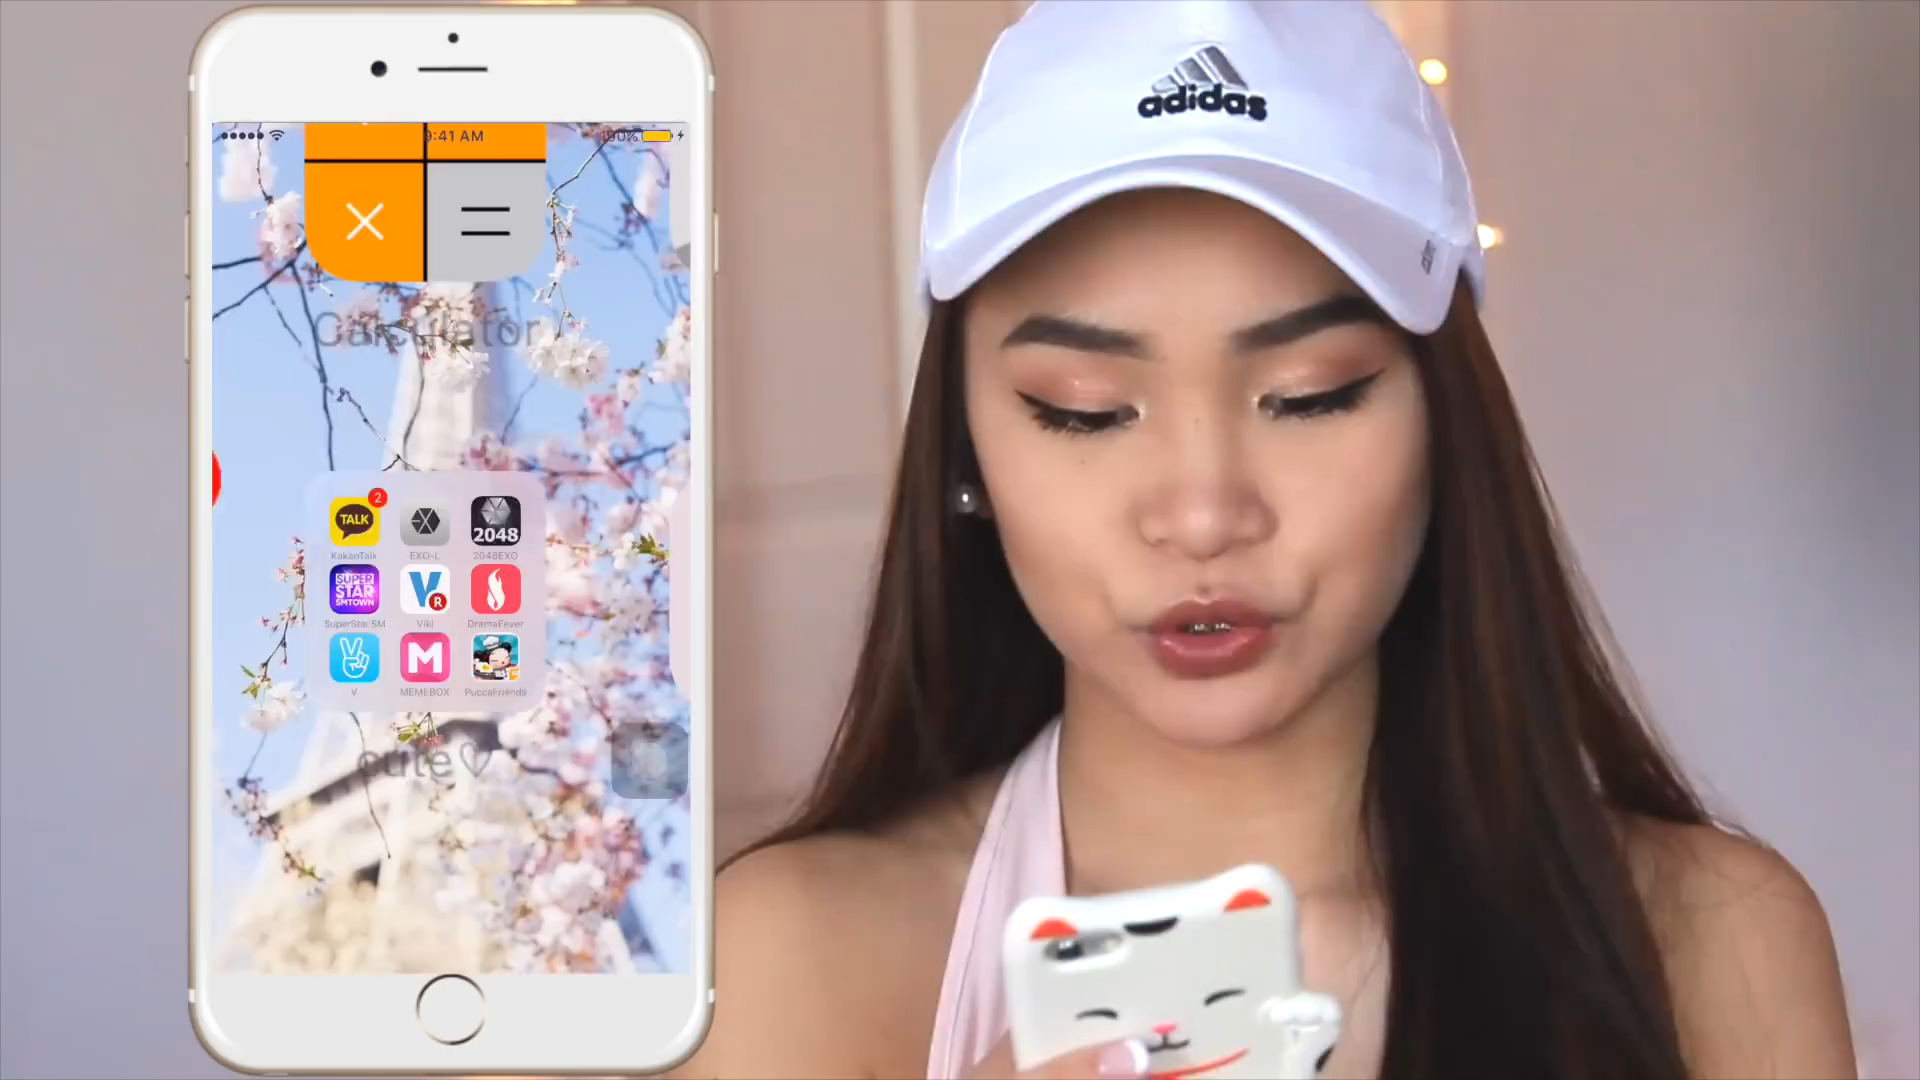 9:41 AM
100%
Calculator
2
TALK
2048
KakaoTalk
EXO-L
2048EXO
SUPER
STAR
SMTOWN
V
R
SuperStar SM
Viki
DramaFever
M
V
MEMEBOX
PuccaFriends
cute♡
adidas